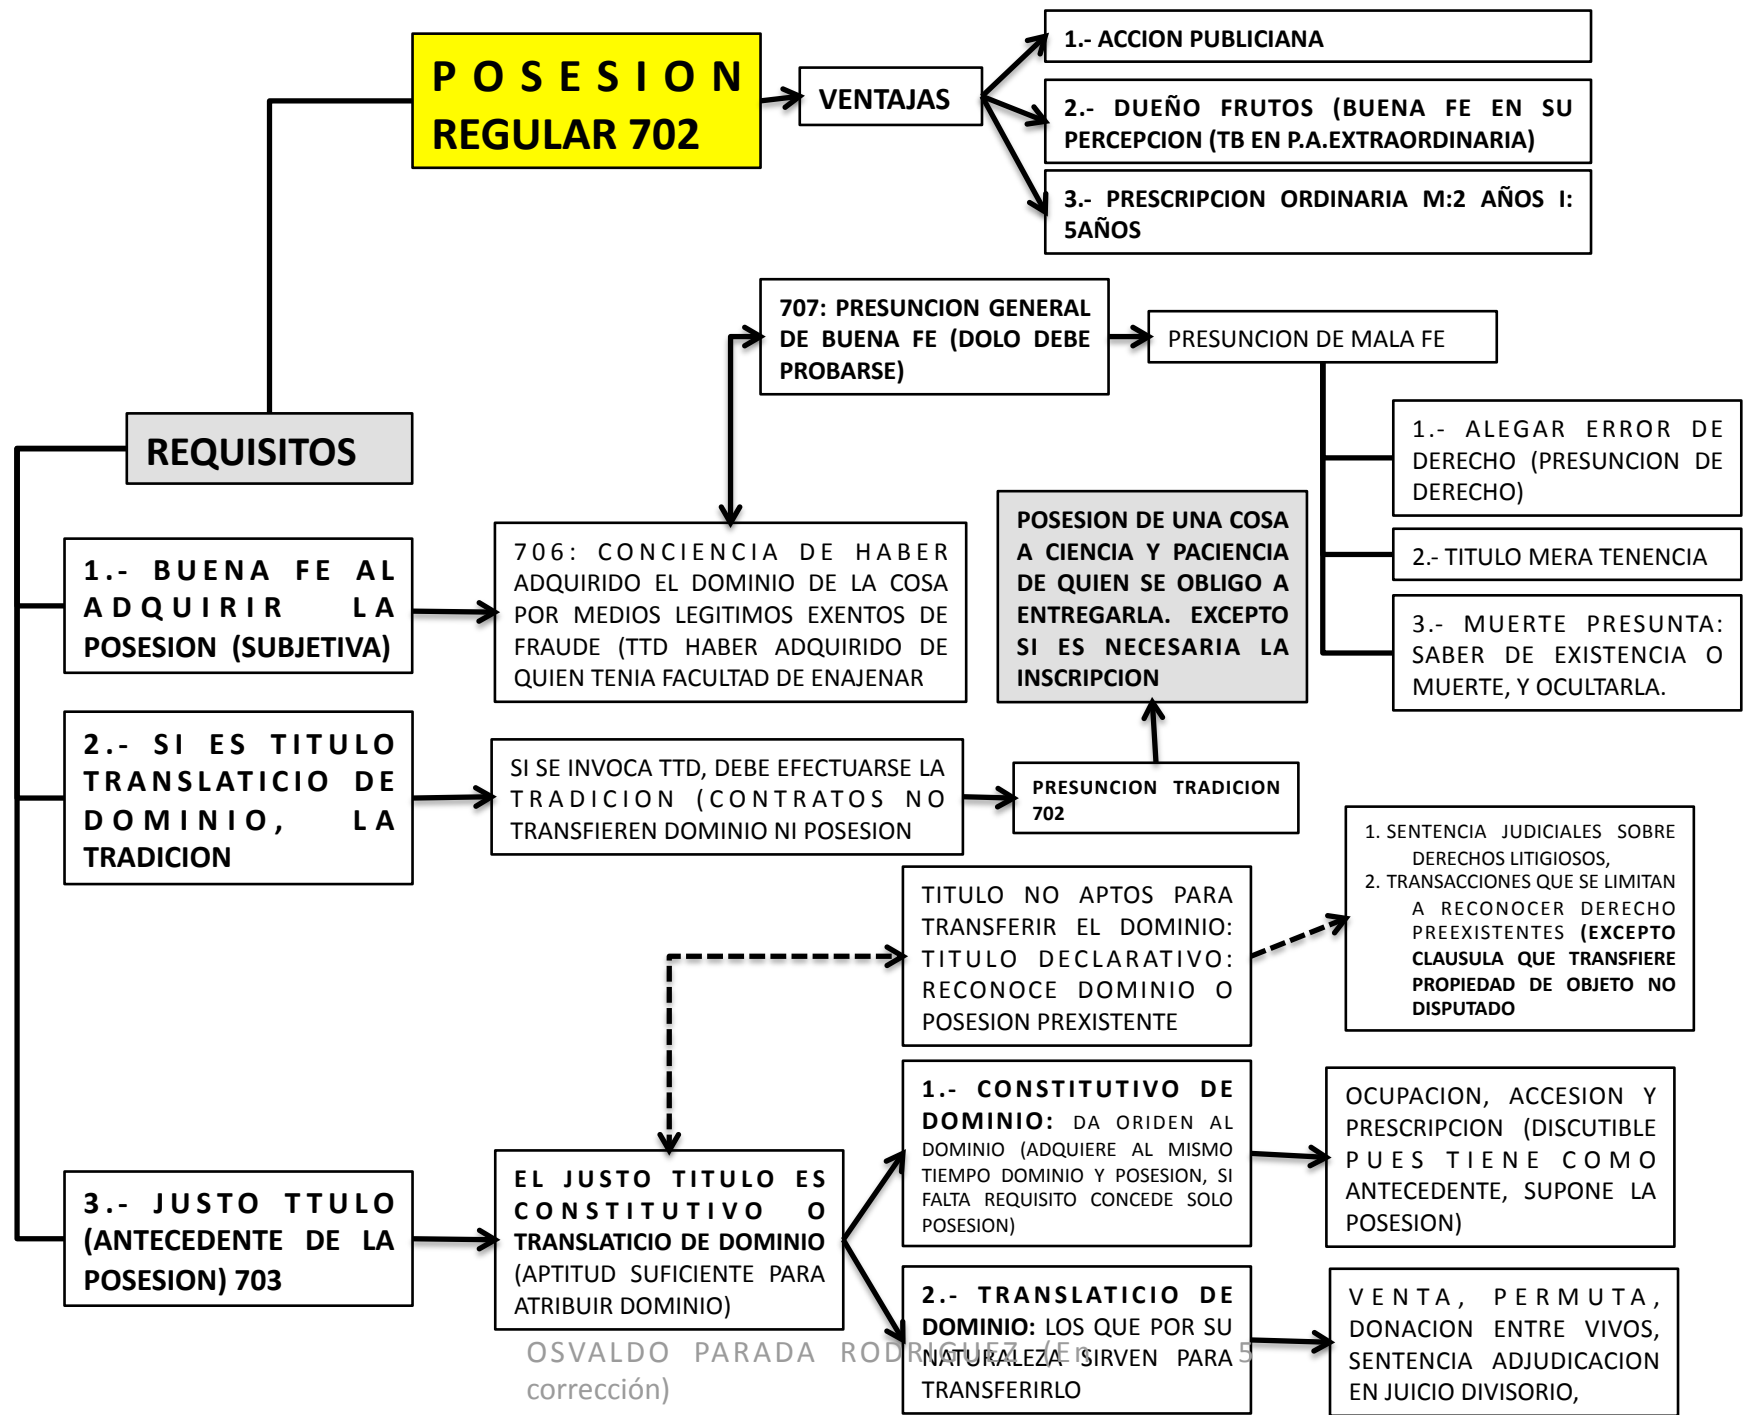 POSESION
REGULAR 702
VENTAJAS
1.- ACCION PUBLICIANA
2.- DUEÑO FRUTOS (BUENA FE EN SU
PERCEPCION (TB EN P.A.EXTRAORDINARIA)
3.- PRESCRIPCION ORDINARIA M:2 AÑOS I:
5AÑOS
707: PRESUNCION GENERAL
DE BUENA FE (DOLO DEBE
PROBARSE)
PRESUNCION DE MALA FE
1.- ALEGAR ERROR DE
DERECHO (PRESUNCION DE
DERECHO)
2.- TITULO MERA TENENCIA
3.- MUERTE PRESUNTA:
SABER DE EXISTENCIA O
MUERTE, Y OCULTARLA.
REQUISITOS
1.- BUENA FE AL
ADQUIRIR LA
POSESION (SUBJETIVA)
706: CONCIENCIA DE HABER
ADQUIRIDO EL DOMINIO DE LA COSA
POR MEDIOS LEGITIMOS EXENTOS DE
FRAUDE (TTD HABER ADQUIRIDO DE
QUIEN TENIA FACULTAD DE ENAJENAR
POSESION DE UNA COSA
A CIENCIA Y PACIENCIA
DE QUIEN SE OBLIGO A
ENTREGARLA. EXCEPTO
SI ES NECESARIA LA
INSCRIPCION
2.- SI ES TITULO
TRANSLATICIO DE
DOMINIO, LA
TRADICION
SI SE INVOCA TTD, DEBE EFECTUARSE LA
TRADICION (CONTRATOS NO
TRANSFIEREN DOMINIO NI POSESION
PRESUNCION TRADICION
702
TITULO NO APTOS PARA
TRANSFERIR EL DOMINIO:
TITULO DECLARATIVO:
RECONOCE DOMINIO O
POSESION PREXISTENTE
1. SENTENCIA JUDICIALES SOBRE
DERECHOS LITIGIOSOS,
2. TRANSACCIONES QUE SE LIMITAN
A RECONOCER DERECHO
PREEXISTENTES (EXCEPTO
CLAUSULA QUE TRANSFIERE
PROPIEDAD DE OBJETO NO
DISPUTADO
3.- JUSTO TTULO
(ANTECEDENTE DE LA
POSESION) 703
EL JUSTO TITULO ES
CONSTITUTIVO O
TRANSLATICIO DE DOMINIO
(APTITUD SUFICIENTE PARA
ATRIBUIR DOMINIO)
1.- CONSTITUTIVO DE
DOMINIO: DA ORIDEN AL
DOMINIO (ADQUIERE AL MISMO
TIEMPO DOMINIO Y POSESION, SI
FALTA REQUISITO CONCEDE SOLO
POSESION)
OCUPACION, ACCESION Y
PRESCRIPCION (DISCUTIBLE
PUES TIENE COMO
ANTECEDENTE, SUPONE LA
POSESION)
2.- TRANSLATICIO DE
DOMINIO: LOS QUE POR SU
NATURALEZA SIRVEN PARA
TRANSFERIRLO
VENTA, PERMUTA,
DONACION ENTRE VIVOS,
SENTENCIA ADJUDICACION
EN JUICIO DIVISORIO,
OSVALDO PARADA RODRIGUEZ (En
corrección)
5